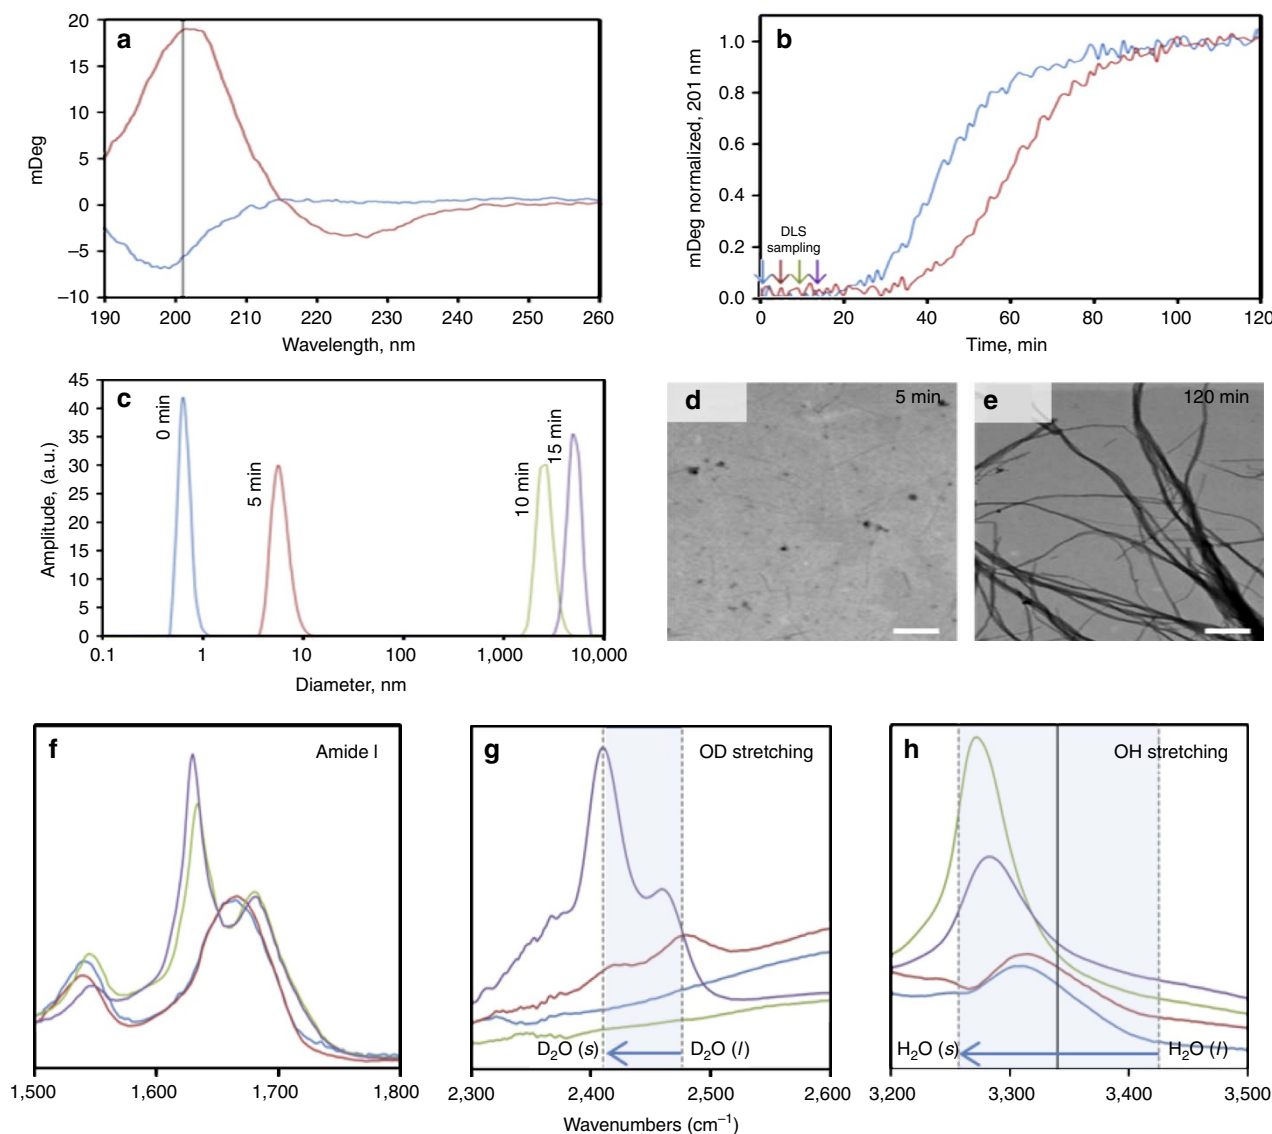 a
20
15
10
5
0
−5
−10
mDeg
190 200 210 220 230 240 250 260
Wavelength, nm
b
1.0
0.8
0.6
0.4
0.2
0.0
mDeg normalized, 201 nm
DLS
sampling
0 20 40 60 80 100 120
Time, min
c
45
40
35
30
25
20
15
10
5
0
Amplitude, (a.u.)
0 min
5 min
10 min
15 min
0.1 1 10 100 1,000 10,000
Diameter, nm
d
5 min
e
120 min
f
Amide I
1,500 1,600 1,700 1,800
g
OD stretching
D₂O (s)
D₂O (l)
2,300 2,400 2,500 2,600
h
OH stretching
H₂O (s)
H₂O (l)
3,200 3,300 3,400 3,500
Wavenumbers (cm⁻¹)